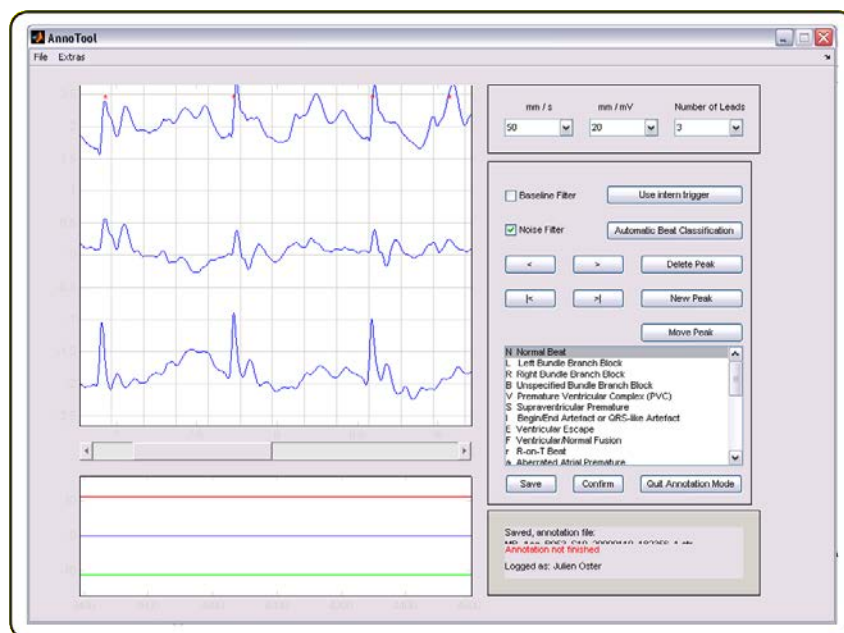 AnnoTool
File Extras
mm / s
mm / mV
Number of Leads
50
20
3
Baseline Filter
Use intern trigger
Noise Filter
Automatic Beat Classification
<
>
Delete Peak
|<
>|
New Peak
Move Peak
N Normal Beat
L Left Bundle Branch Block
R Right Bundle Branch Block
B Unspecified Bundle Branch Block
V Premature Ventricular Complex (PVC)
S Supraventricular Premature
I Begin/End Artefact or QRS-like Artefact
E Ventricular Escape
F Ventricular/Normal Fusion
r R-on-T Beat
a Aberrated Atrial Premature
Save
Confirm
Quit Annotation Mode
Saved, annotation file:
Annotation not finished
Logged as: Julien Oster